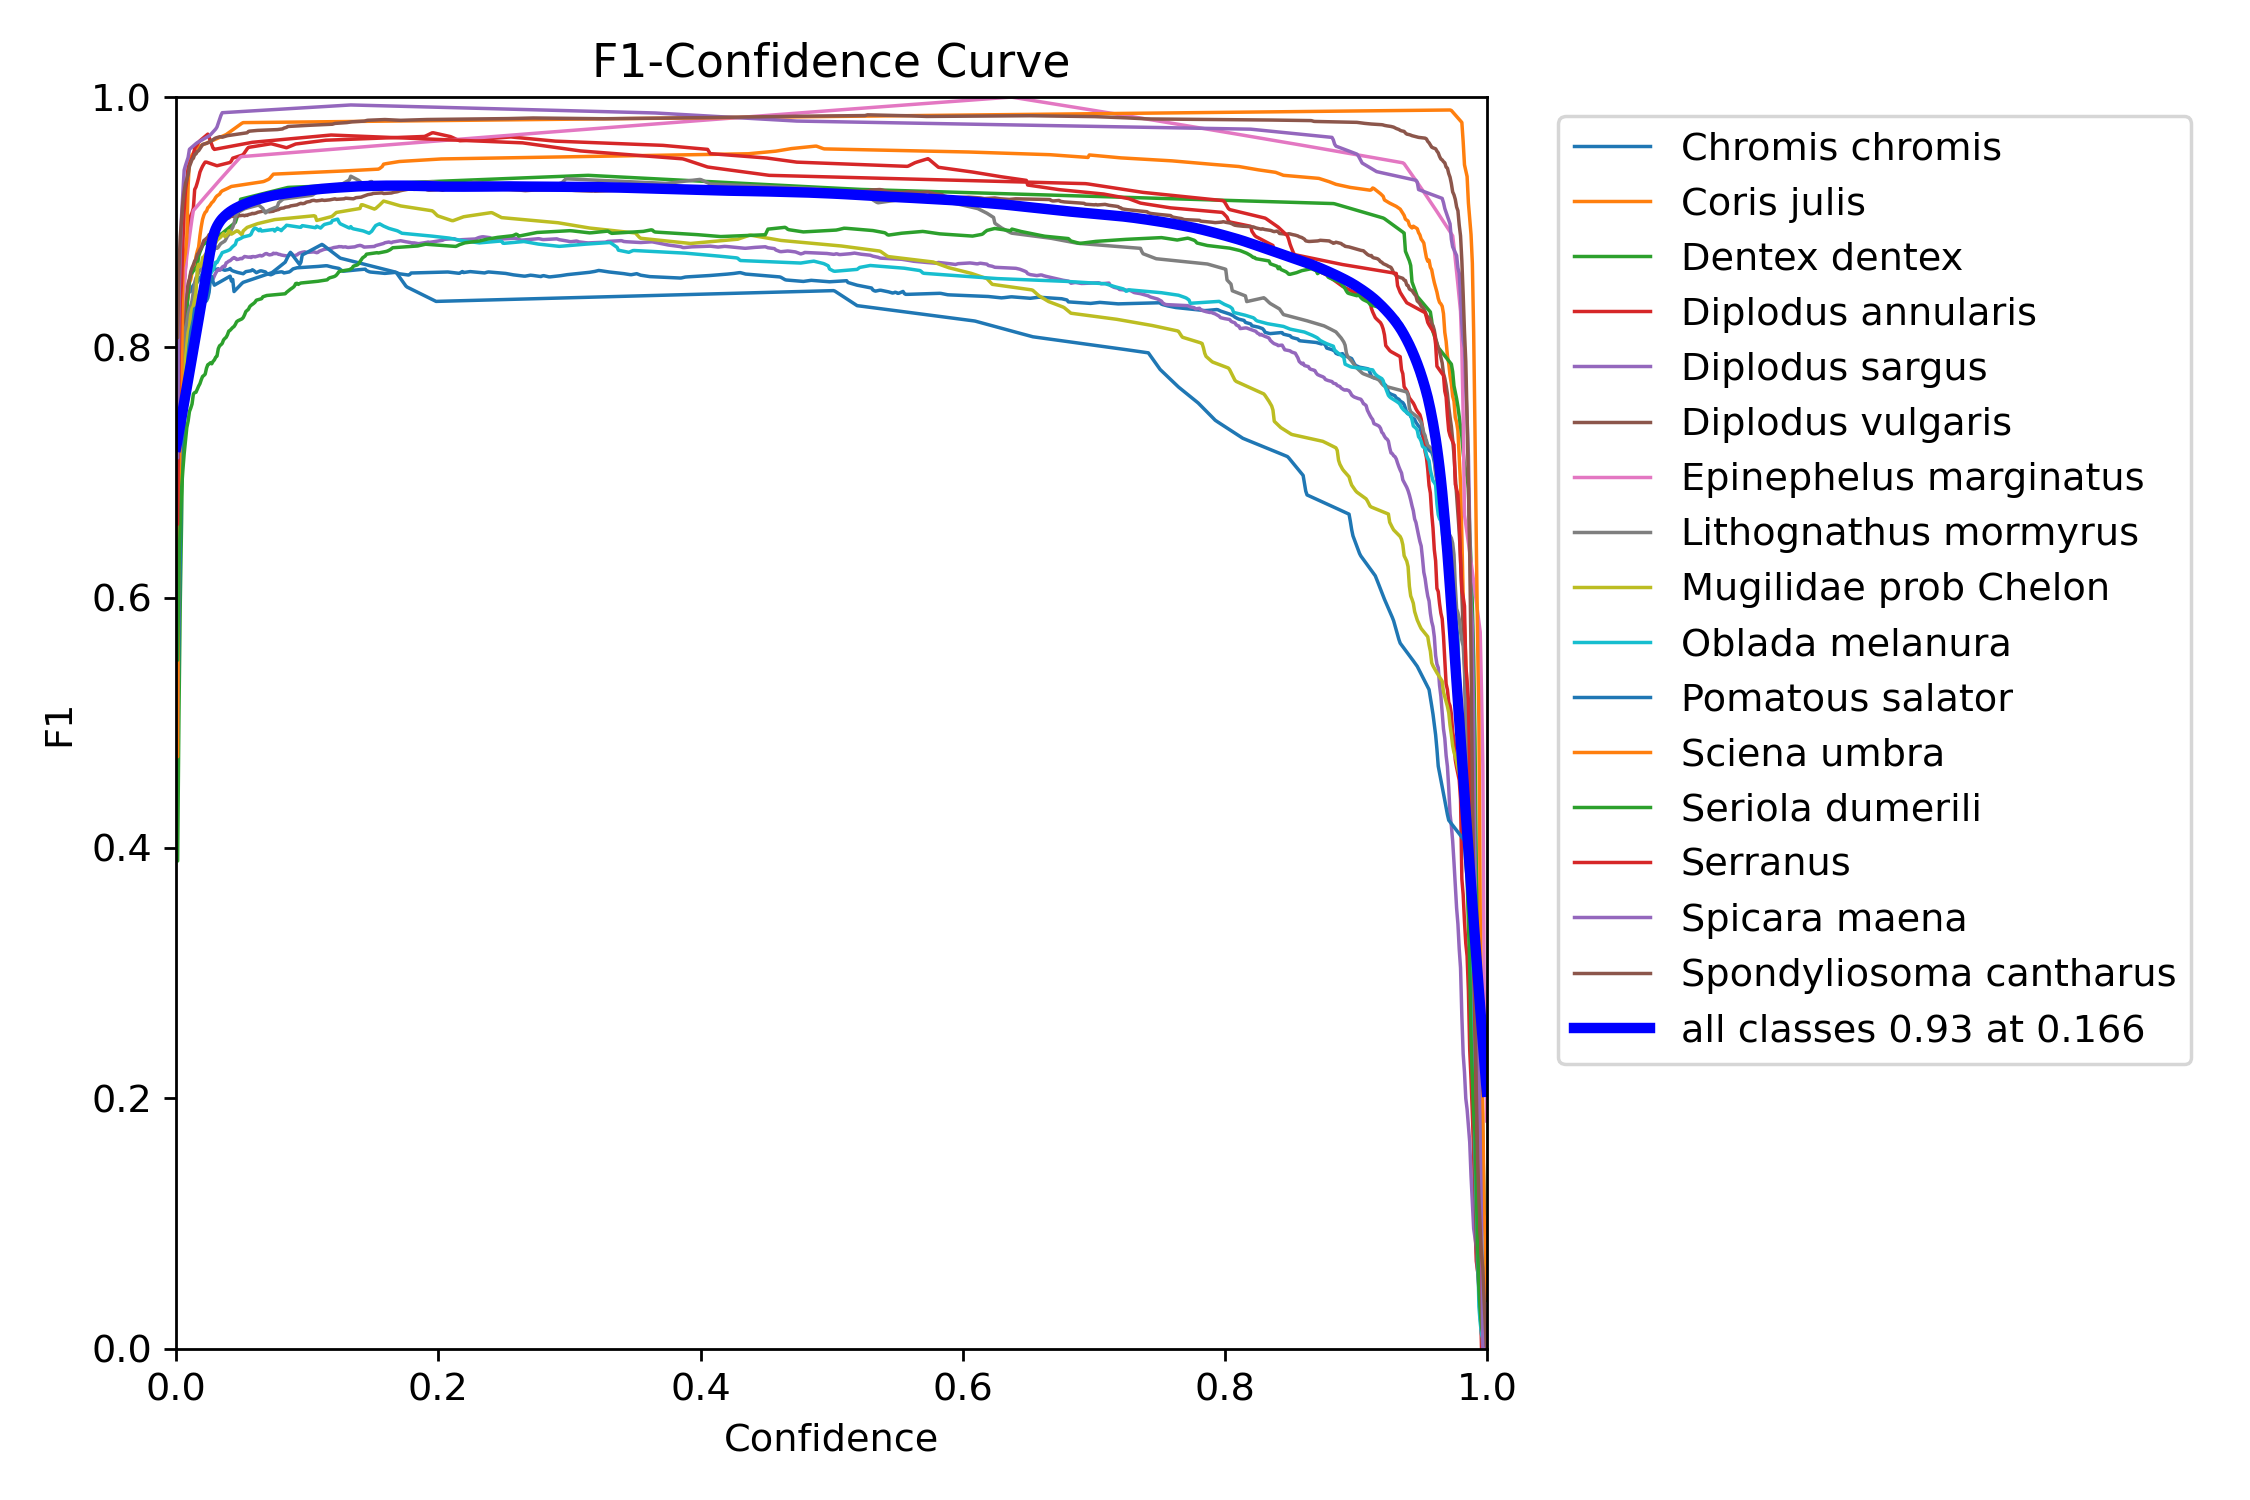 F1-Confidence Curve
1.0
0.8
0.6
0.4
0.2
0.0
F1
0.0 0.2 0.4 0.6 0.8 1.0
Confidence
Chromis chromis
Coris julis
Dentex dentex
Diplodus annularis
Diplodus sargus
Diplodus vulgaris
Epinephelus marginatus
Lithognathus mormyrus
Mugilidae prob Chelon
Oblada melanura
Pomatous salator
Sciena umbra
Seriola dumerili
Serranus
Spicara maena
Spondyliosoma cantharus
all classes 0.93 at 0.166